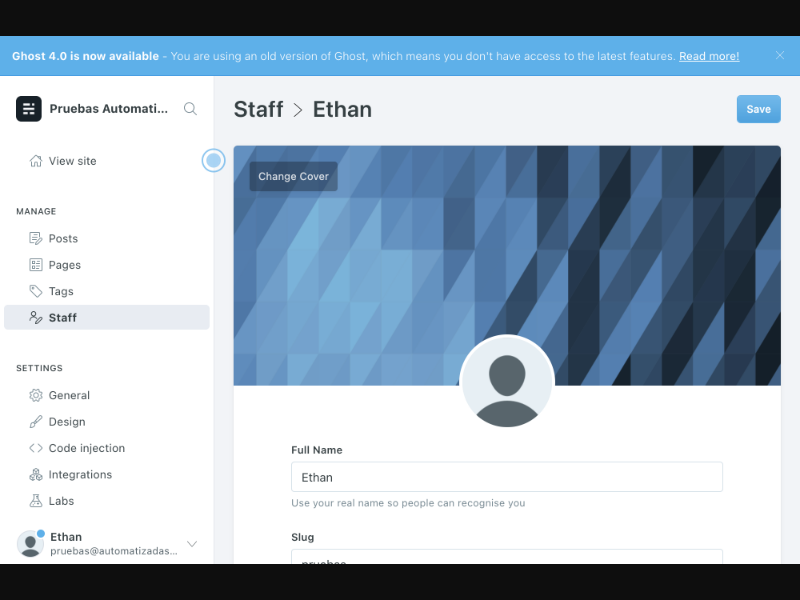 Ghost 4.0 is now available - You are using an old version of Ghost, which means you don't have access to the latest features. Read more!
Pruebas Automati...
View site
MANAGE
Posts
Pages
Tags
Staff
SETTINGS
General
Design
Code injection
Integrations
Labs
Ethan
pruebas@automatizadas...
Staff > Ethan
Save
Change Cover
Full Name
Ethan
Use your real name so people can recognise you
Slug
pruebas